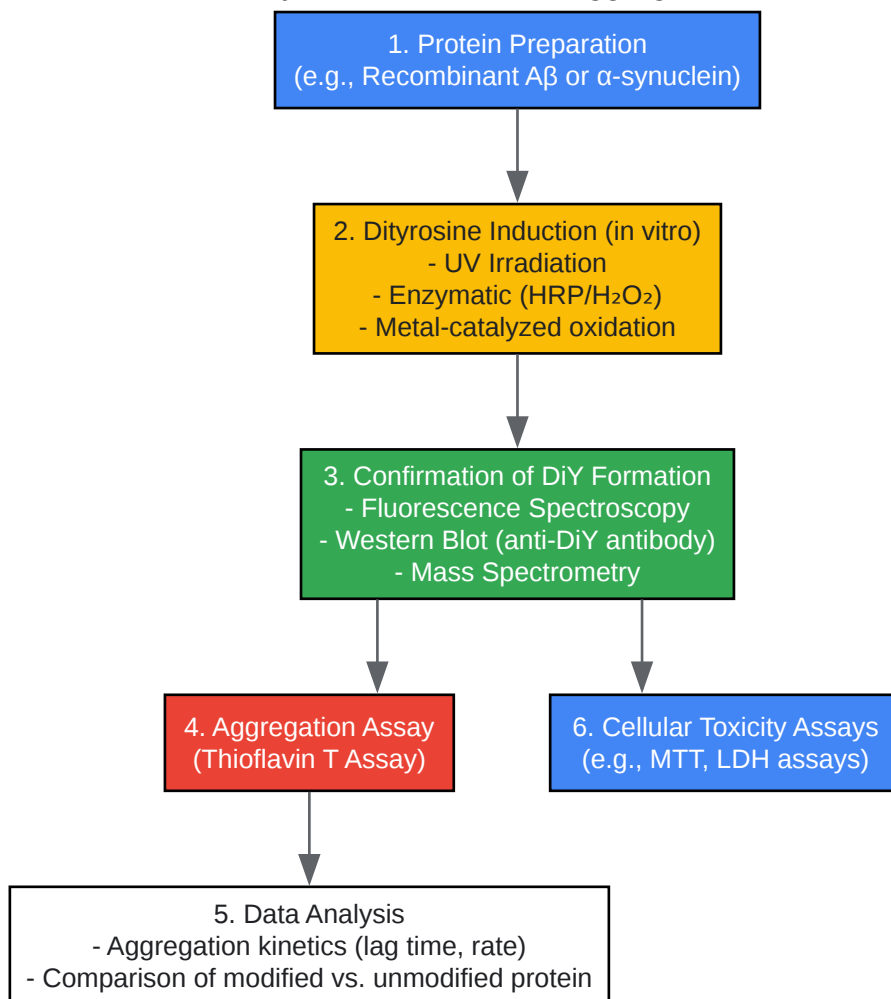 1. Protein Preparation
(e.g., Recombinant Aβ or α-synuclein)
2. Dityrosine Induction (in vitro)
- UV Irradiation
- Enzymatic (HRP/H₂O₂)
- Metal-catalyzed oxidation
3. Confirmation of DiY Formation
- Fluorescence Spectroscopy
- Western Blot (anti-DiY antibody)
- Mass Spectrometry
4. Aggregation Assay
(Thioflavin T Assay)
6. Cellular Toxicity Assays
(e.g., MTT, LDH assays)
5. Data Analysis
- Aggregation kinetics (lag time, rate)
- Comparison of modified vs. unmodified protein